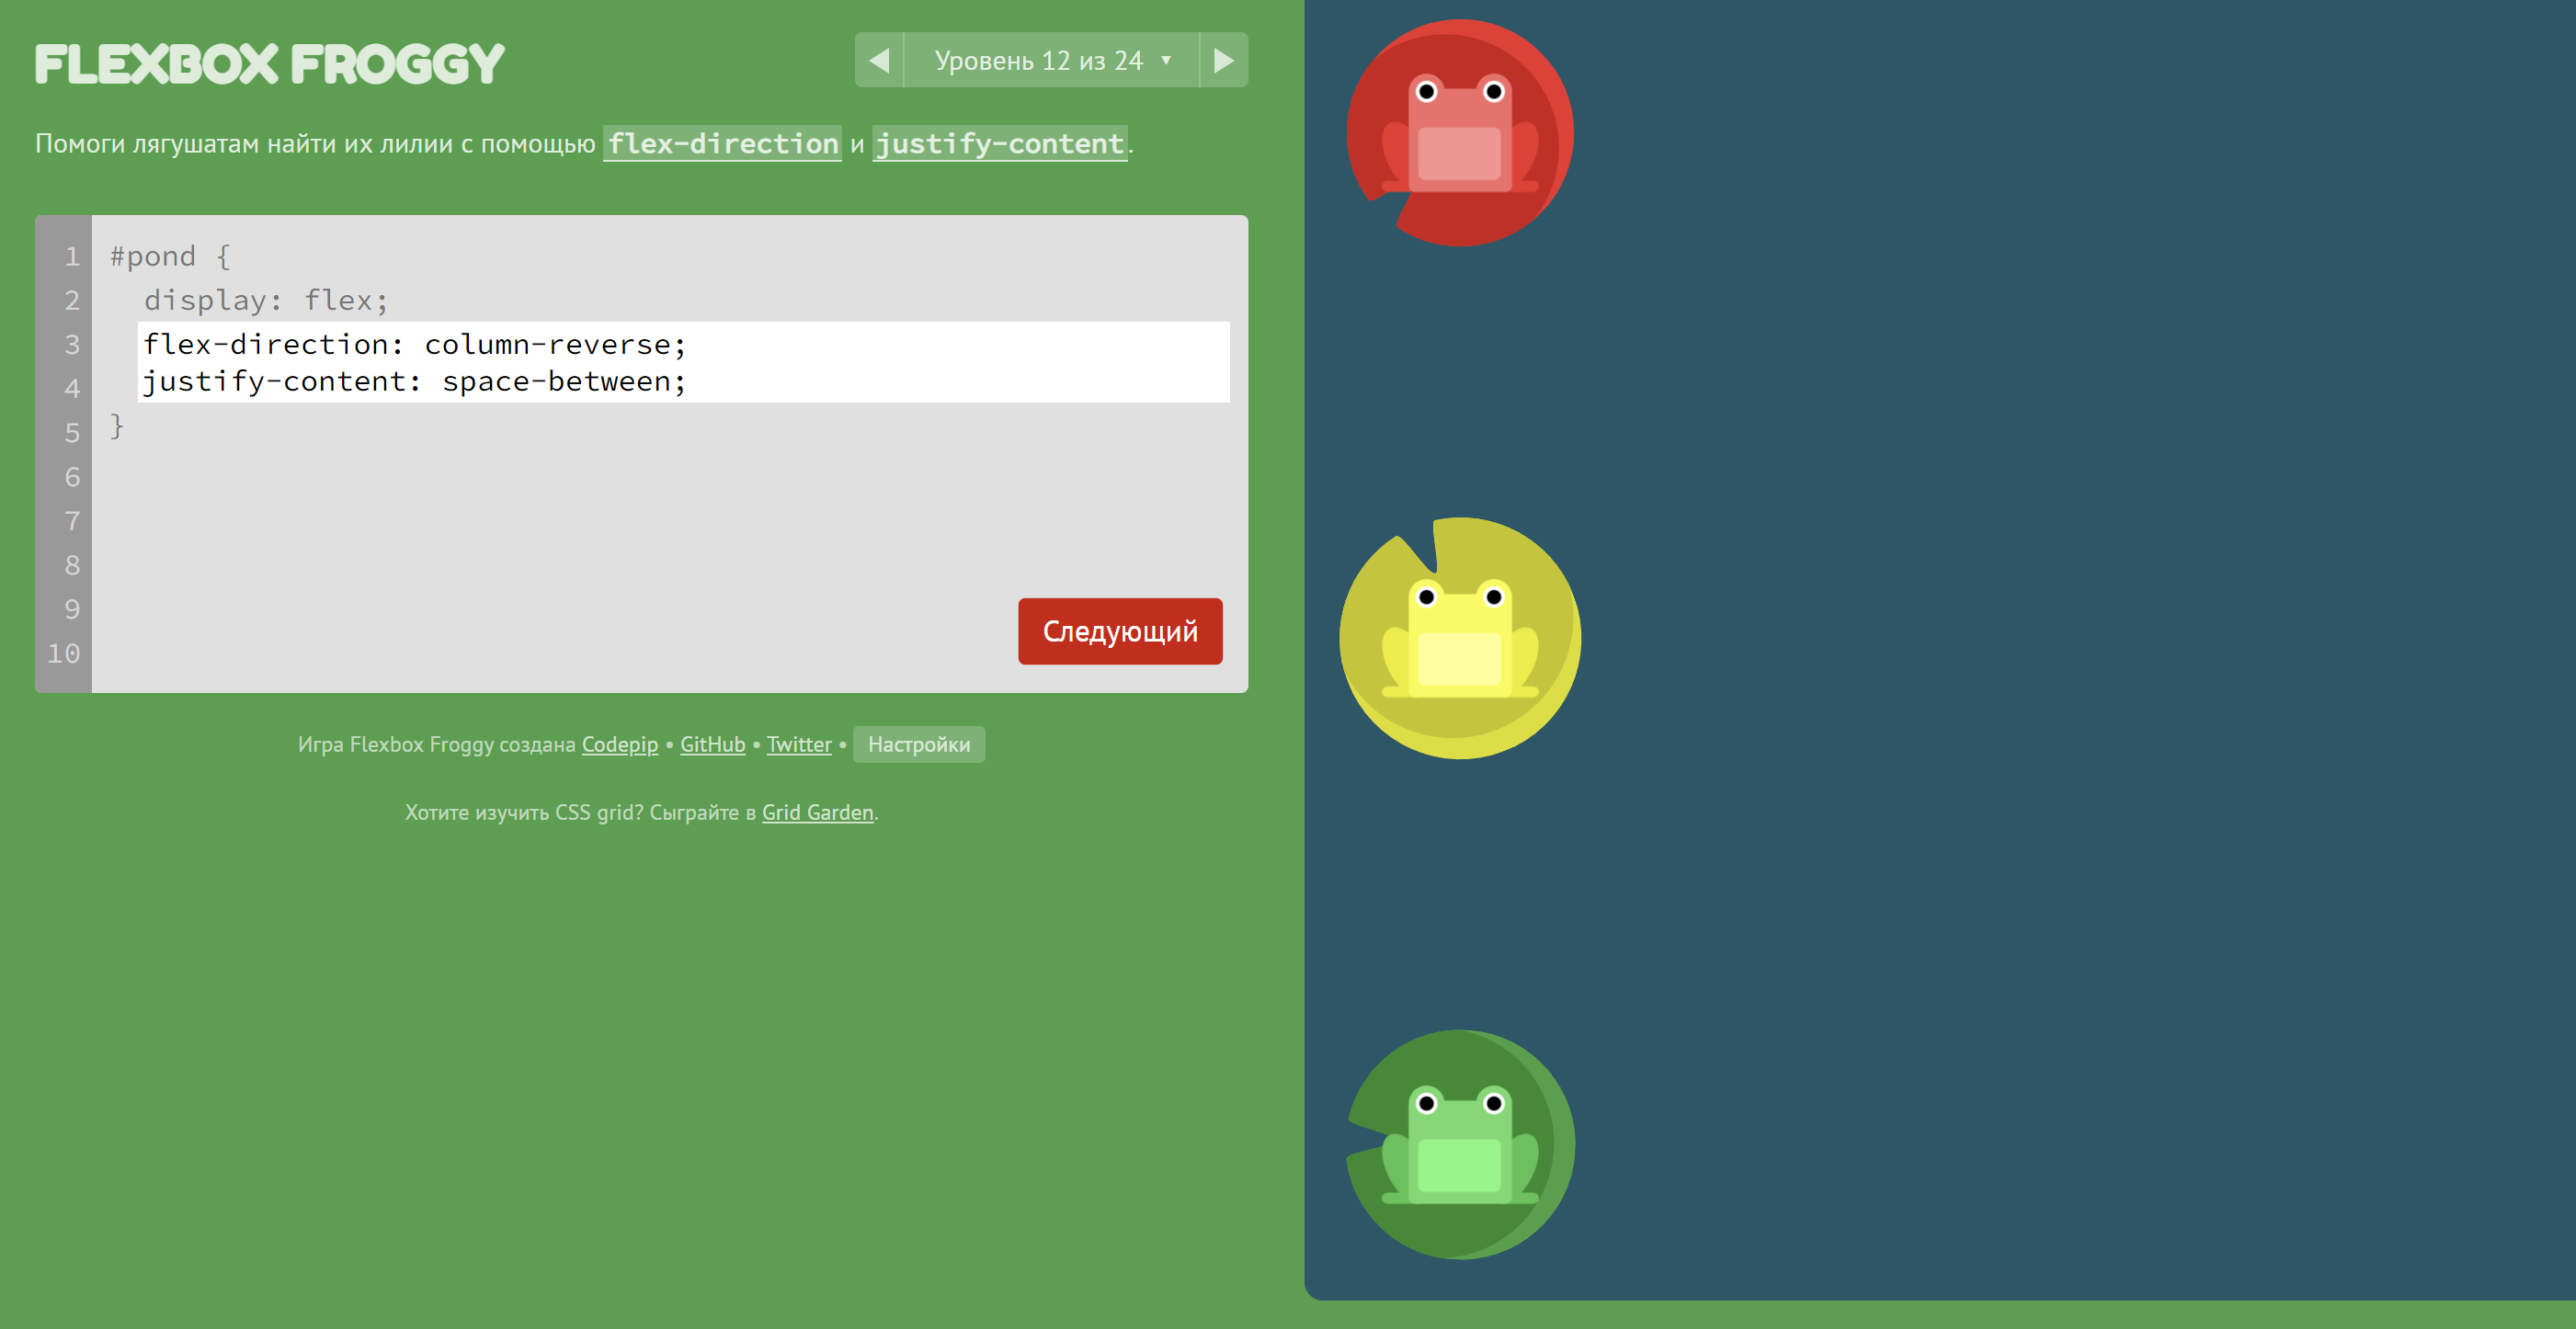 FLEXBOX FROGGY
◀ Уровень 12 из 24 ▼ ▶
Помоги лягушатам найти их лилии с помощью flex-direction и justify-content.
1 #pond {
2 display: flex;
3 flex-direction: column-reverse;
4 justify-content: space-between;
5 }
6
7
8
9
10
Следующий
Игра Flexbox Froggy создана Codepip • GitHub • Twitter • Настройки
Хотите изучить CSS grid? Сыграйте в Grid Garden.